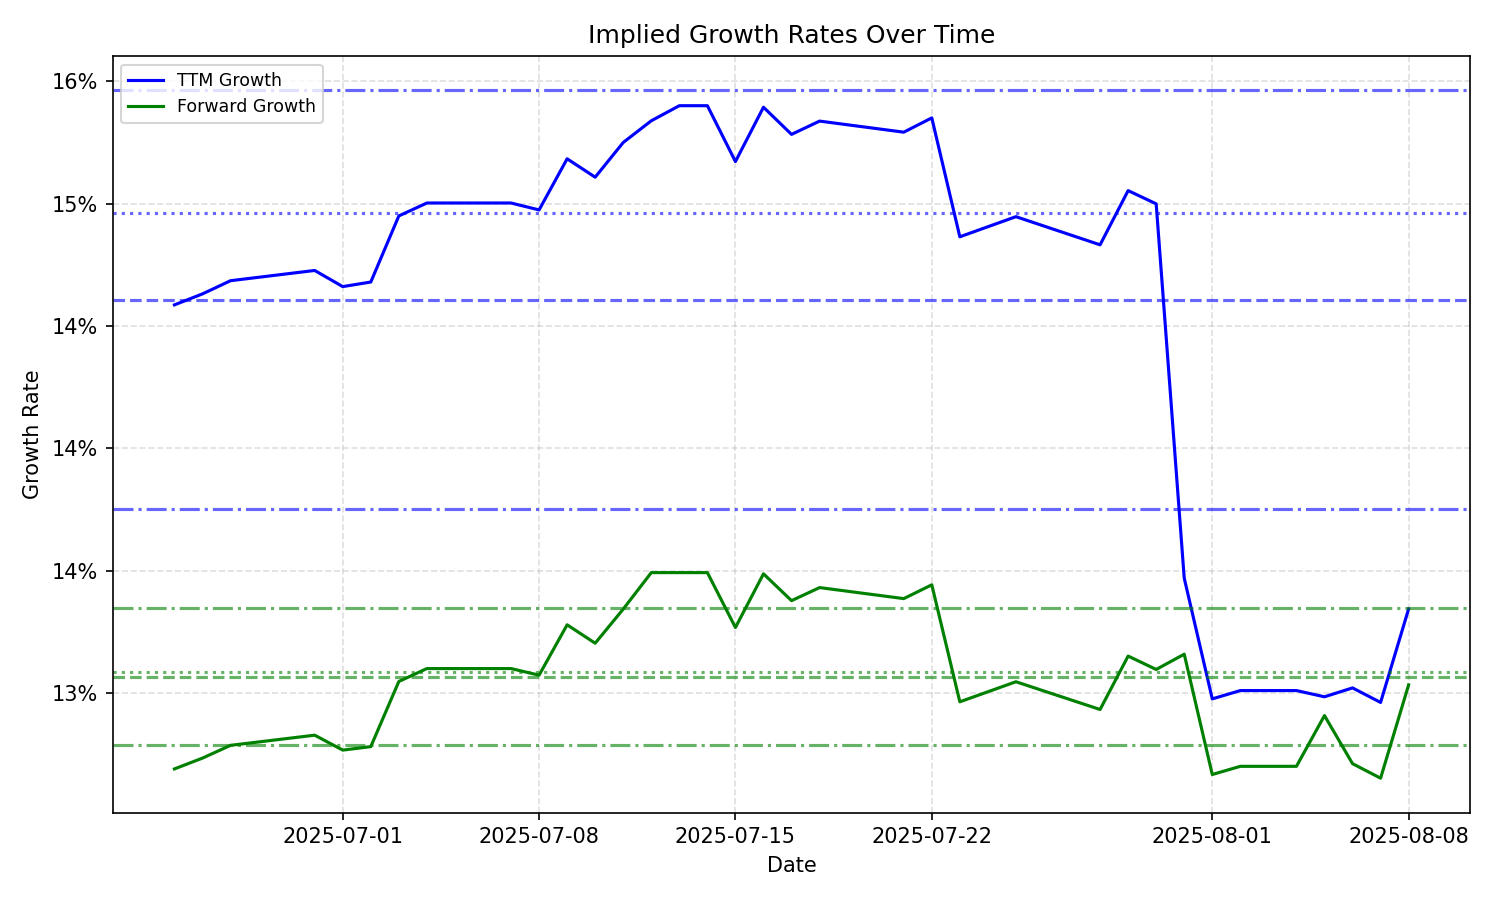 Implied Growth Rates Over Time
TTM Growth
Forward Growth
16%
15%
14%
14%
14%
13%
Growth Rate
2025-07-01
2025-07-08
2025-07-15
2025-07-22
2025-08-01
2025-08-08
Date